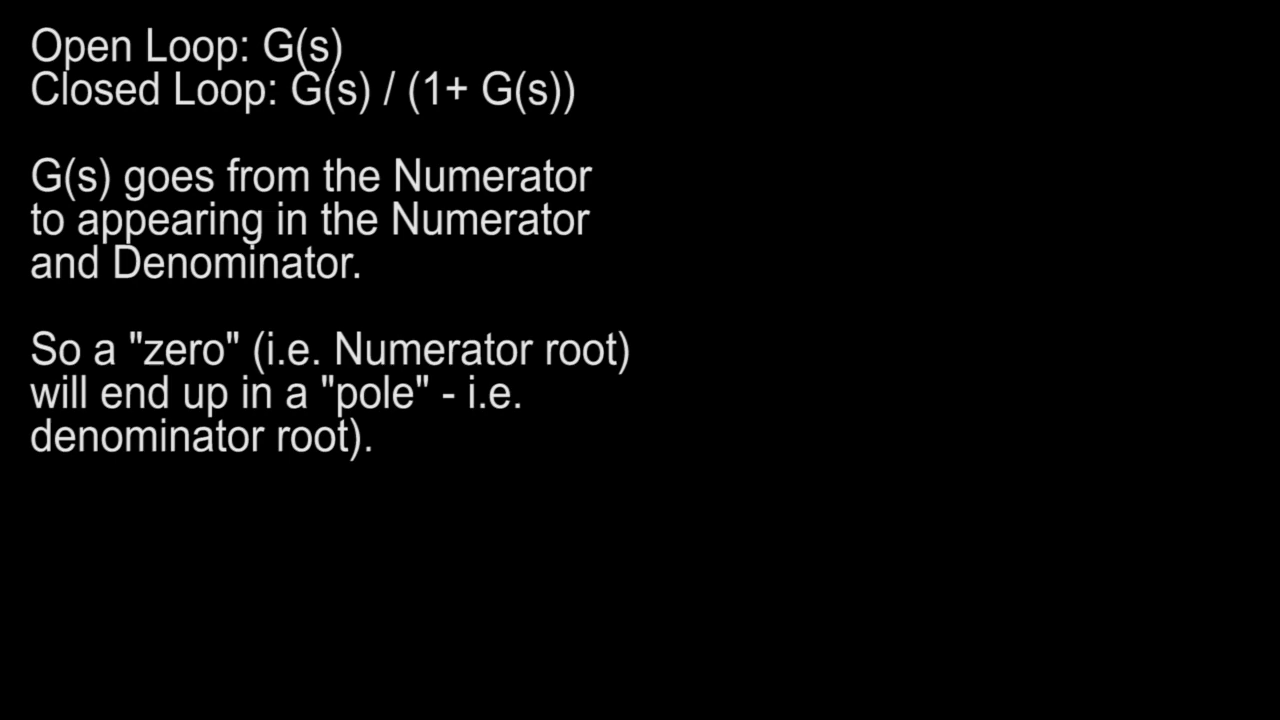 Open Loop: G(s)
Closed Loop: G(s) / (1+ G(s))
G(s) goes from the Numerator
to appearing in the Numerator
and Denominator.
So a "zero" (i.e. Numerator root)
will end up in a "pole" - i.e.
denominator root).